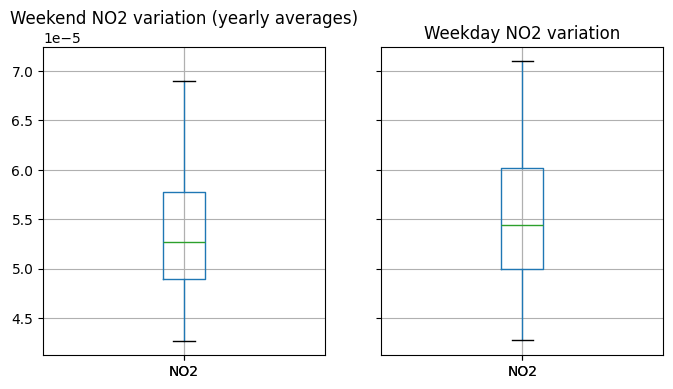 Weekend NO2 variation (yearly averages)
1e−5
7.0
6.5
6.0
5.5
5.0
4.5
NO2
Weekday NO2 variation
NO2